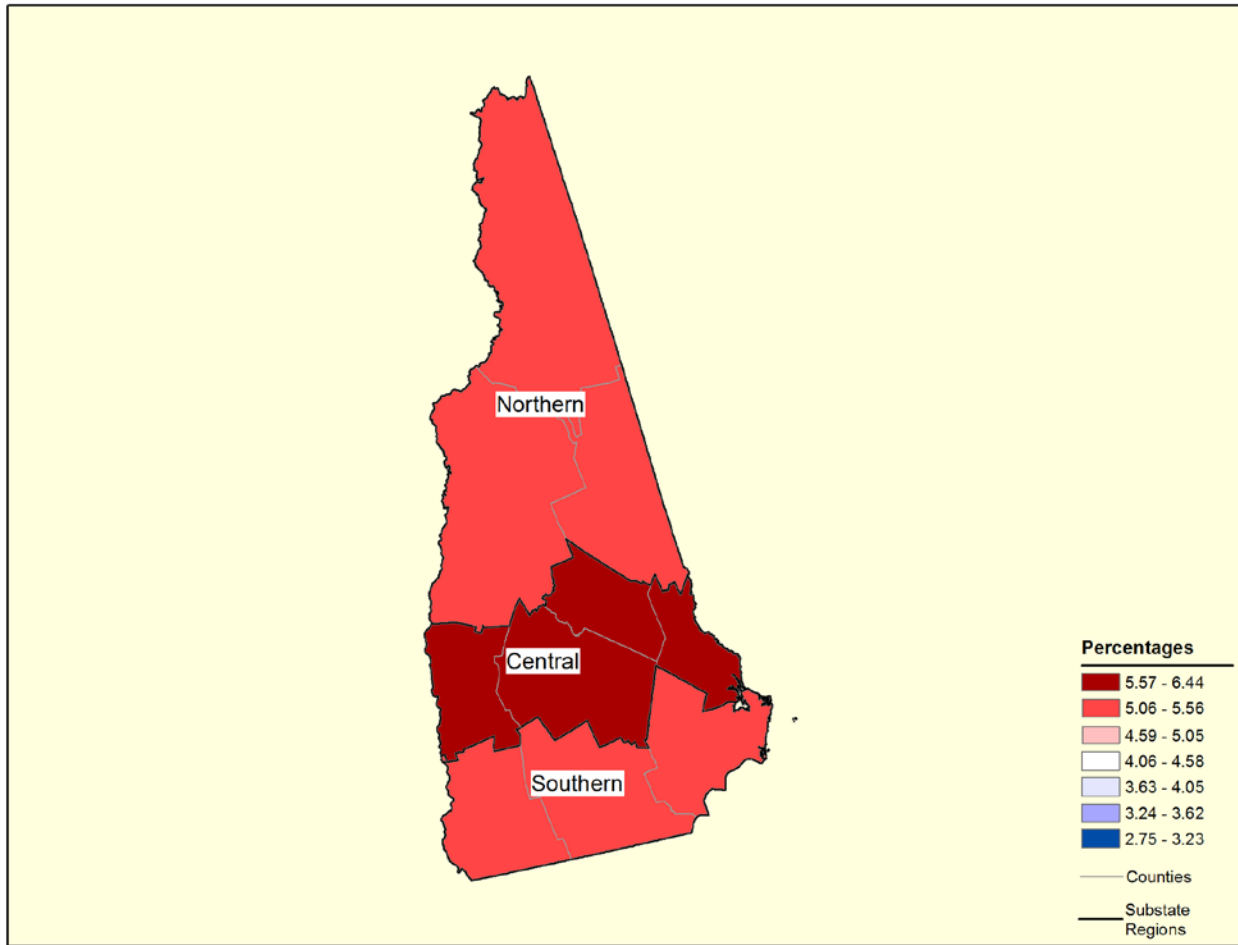 Northern
Central
Southern
Percentages
5.57 - 6.44
5.06 - 5.56
4.59 - 5.05
4.06 - 4.58
3.63 - 4.05
3.24 - 3.62
2.75 - 3.23
Counties
Substate
Regions